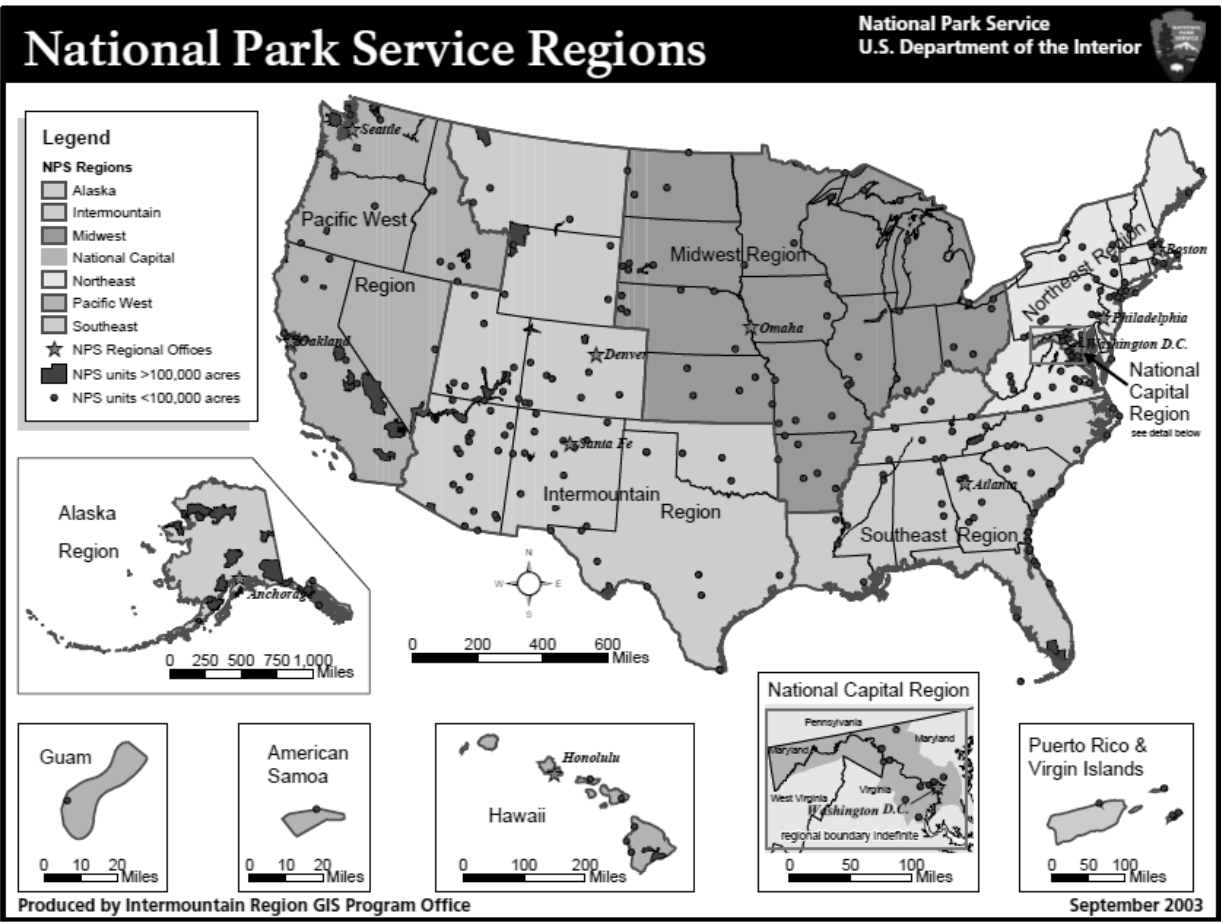 National Park Service Regions
National Park Service
U.S. Department of the Interior
NATIONAL
PARK
SERVICE
Legend
NPS Regions
Alaska
Intermountain
Midwest
National Capital
Northeast
Pacific West
Southeast
NPS Regional Offices
NPS units >100,000 acres
NPS units <100,000 acres
Seattle
Pacific West
Region
Oakland
Midwest Region
Omaha
Denver
Santa Fe
Intermountain
Region
Northeast Region
Boston
Philadelphia
Washington D.C.
National
Capital
Region
see detail below
Atlanta
Southeast Region
Alaska
Region
Anchorage
0 250 500 750 1,000
Miles
N
W E
S
0 200 400 600
Miles
National Capital Region
Pennsylvania
Maryland
Maryland
West Virginia
Virginia
Washington D.C.
regional boundary indefinite
0 50 100
Miles
Guam
0 10 20
Miles
American
Samoa
0 10 20
Miles
Honolulu
Hawaii
0 100 200
Miles
Puerto Rico &
Virgin Islands
0 50 100
Miles
Produced by Intermountain Region GIS Program Office
September 2003